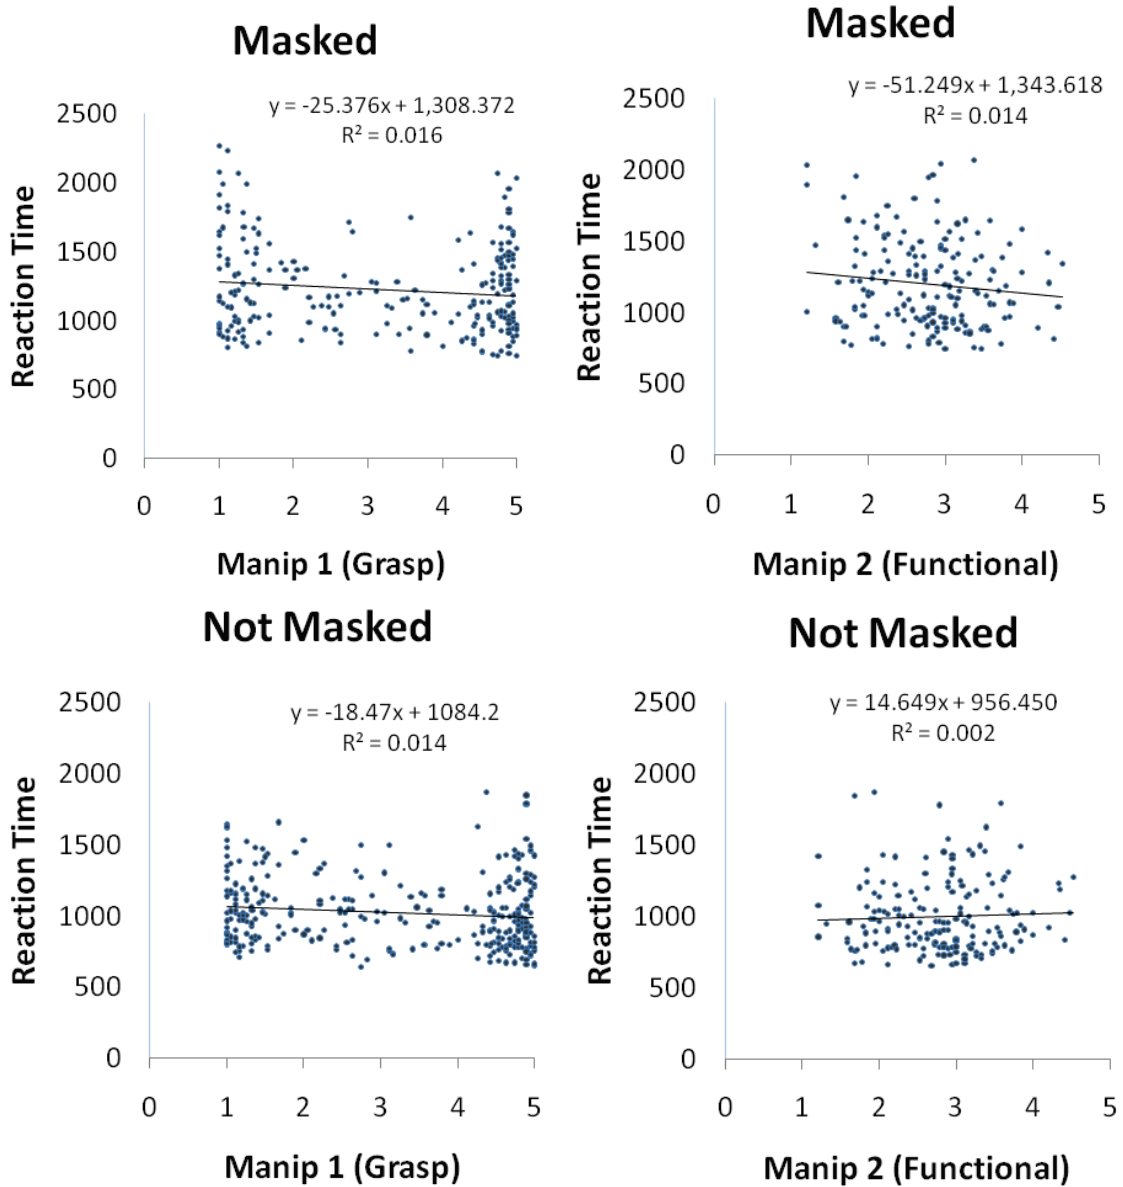 Masked
y = -25.376x + 1,308.372
R² = 0.016
2500
2000
1500
1000
500
0
Reaction Time
0 1 2 3 4 5
Manip 1 (Grasp)
Masked
y = -51.249x + 1,343.618
R² = 0.014
2500
2000
1500
1000
500
0
Reaction Time
0 1 2 3 4 5
Manip 2 (Functional)
Not Masked
y = -18.47x + 1084.2
R² = 0.014
2500
2000
1500
1000
500
0
Reaction Time
0 1 2 3 4 5
Manip 1 (Grasp)
Not Masked
y = 14.649x + 956.450
R² = 0.002
2500
2000
1500
1000
500
0
Reaction Time
0 1 2 3 4 5
Manip 2 (Functional)